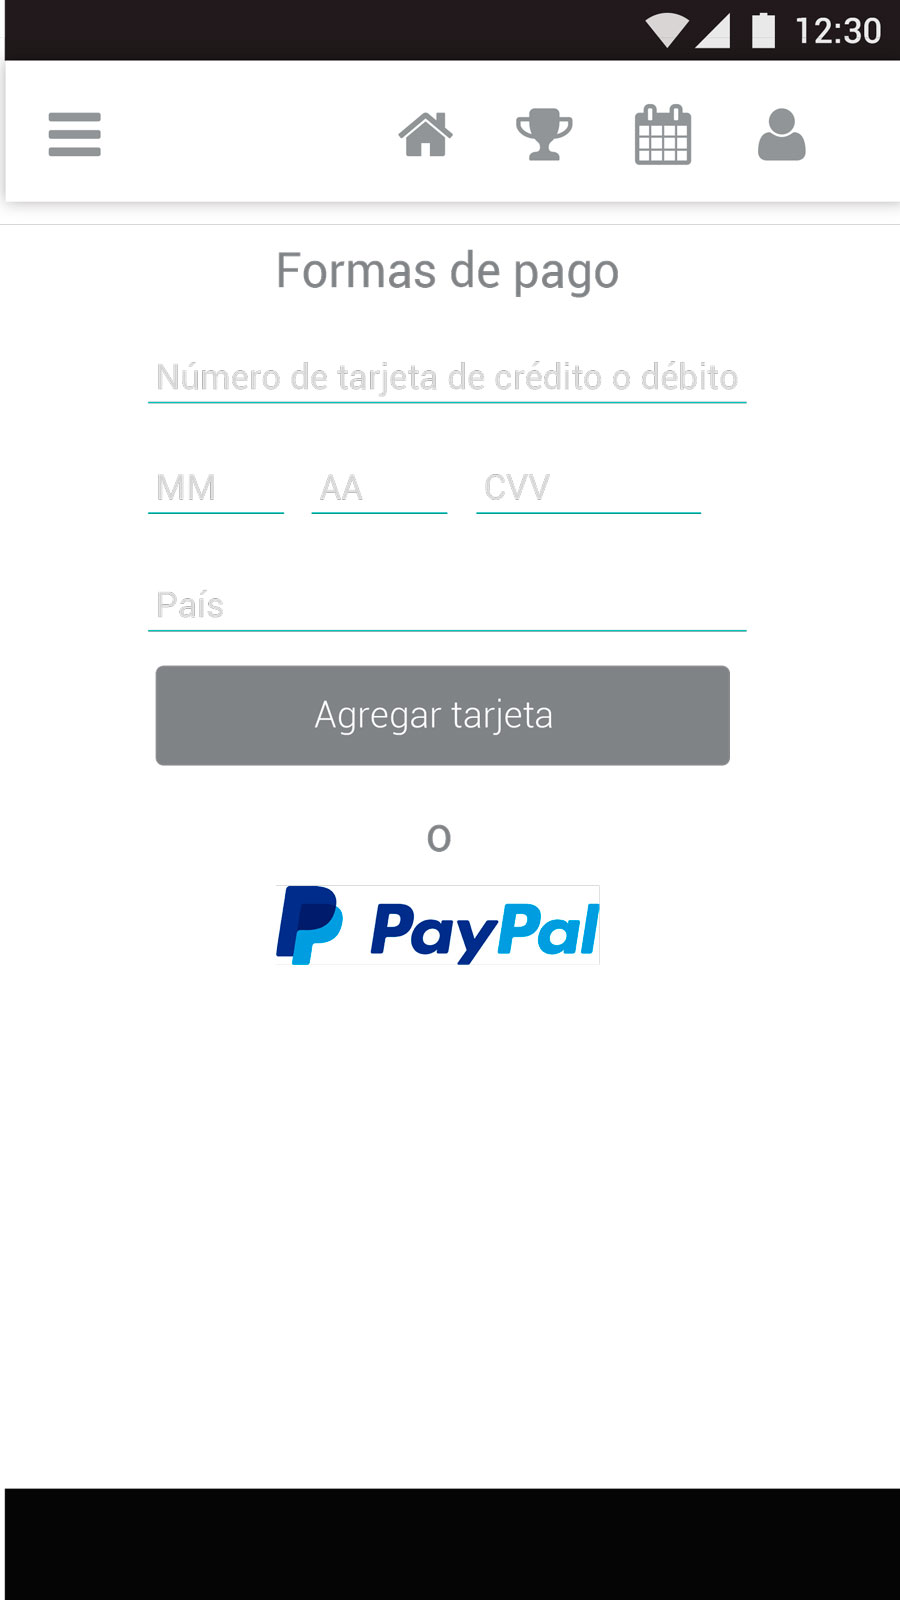 12:30
Formas de pago
Número de tarjeta de crédito o débito
MM AA CVV
País
Agregar tarjeta
O
PayPal